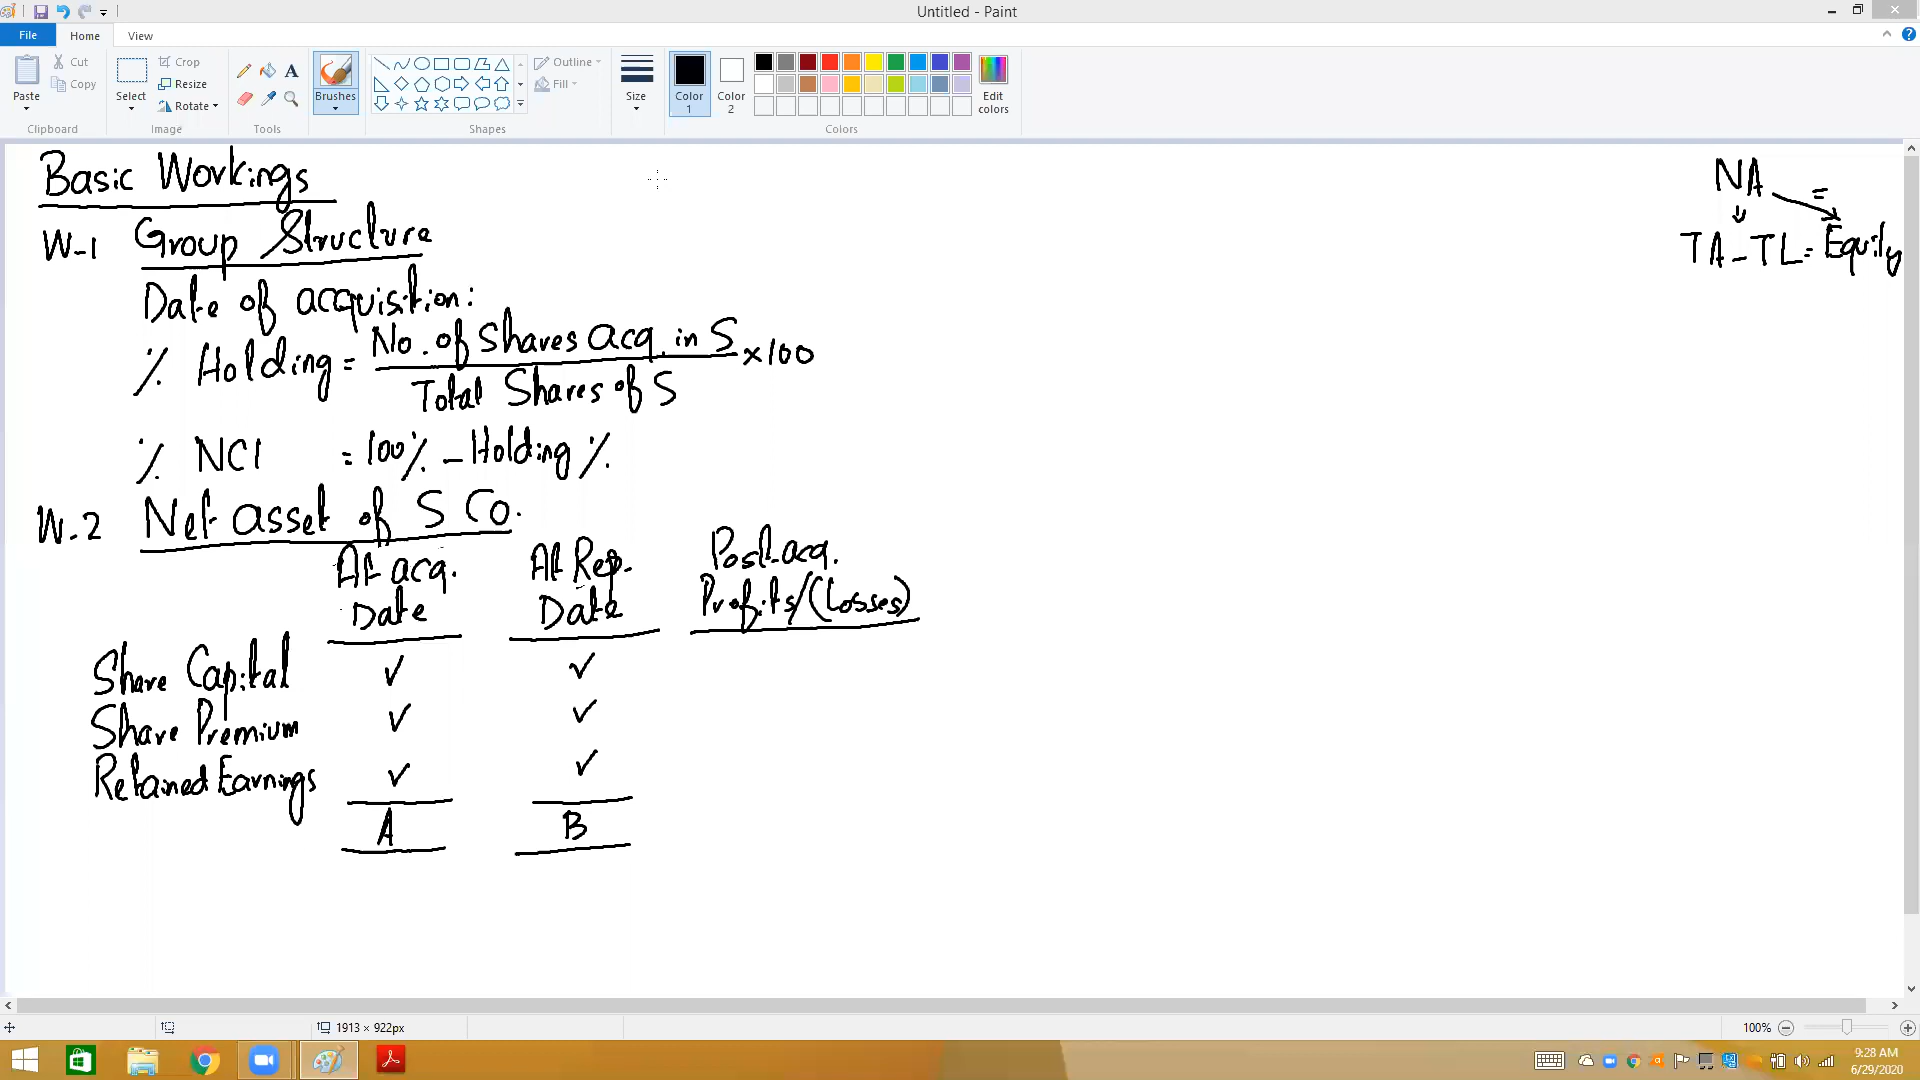 Untitled - Paint
File Home View
Paste Cut Copy Clipboard
Select Crop Resize Rotate Image
Tools
Brushes
Shapes Outline Fill
Size
Color 1 Color 2 Edit colors Colors
Basic Workings
W-1 Group Structure
Date of acquisition:
% Holding = No. of Shares Acq. in S × 100
Total Shares of S
% NCI = 100% - Holding %
W-2 Net asset of S Co.
At acq. Date At Rep. Date Post-acq. Profits/(Losses)
Share Capital ✓ ✓
Share Premium ✓ ✓
Retained Earnings ✓ ✓
A B
NA =
TA - TL = Equity
1913 × 922px 100%
9:28 AM
6/29/2020